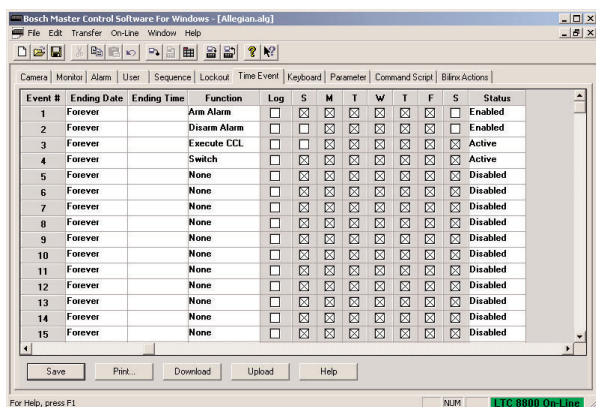 Bosch Master Control Software For Windows - [Allegian.alg]
File Edit Transfer On-Line Window Help
Camera Monitor Alarm User Sequence Lockout Time Event Keyboard Parameter Command Script Bilinx Actions
Event # Ending Date Ending Time Function Log S M T W T F S Status
1 Forever Arm Alarm Enabled
2 Forever Disarm Alarm Enabled
3 Forever Execute CCL Active
4 Forever Switch Active
5 Forever None Disabled
6 Forever None Disabled
7 Forever None Disabled
8 Forever None Disabled
9 Forever None Disabled
10 Forever None Disabled
11 Forever None Disabled
12 Forever None Disabled
13 Forever None Disabled
14 Forever None Disabled
15 Forever None Disabled
Save Print... Download Upload Help
For Help, press F1 NUM LTC 8800 On-Line